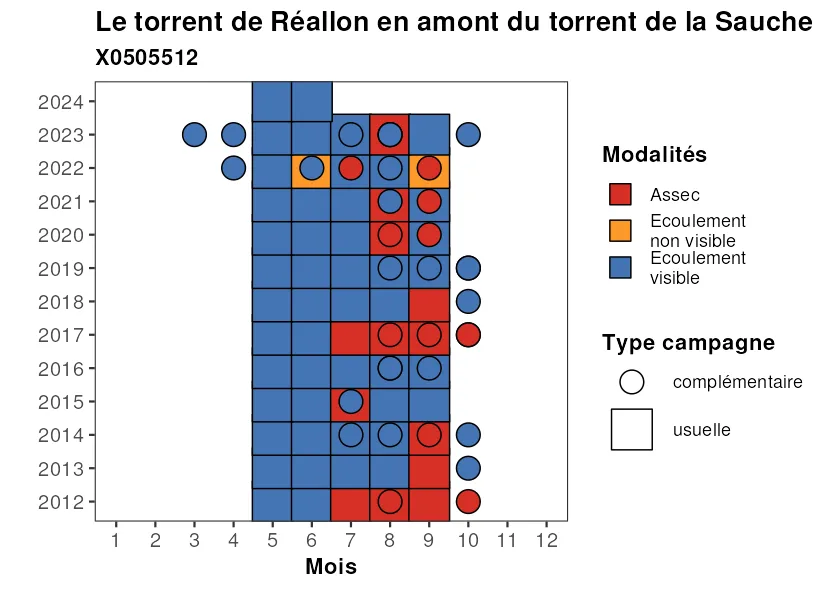 Le torrent de Réallon en amont du torrent de la Sauche
X0505512
2024
2023
2022
2021
2020
2019
2018
2017
2016
2015
2014
2013
2012
1 2 3 4 5 6 7 8 9 10 11 12
Mois
Modalités
Assec
Ecoulement
non visible
Ecoulement
visible
Type campagne
complémentaire
usuelle